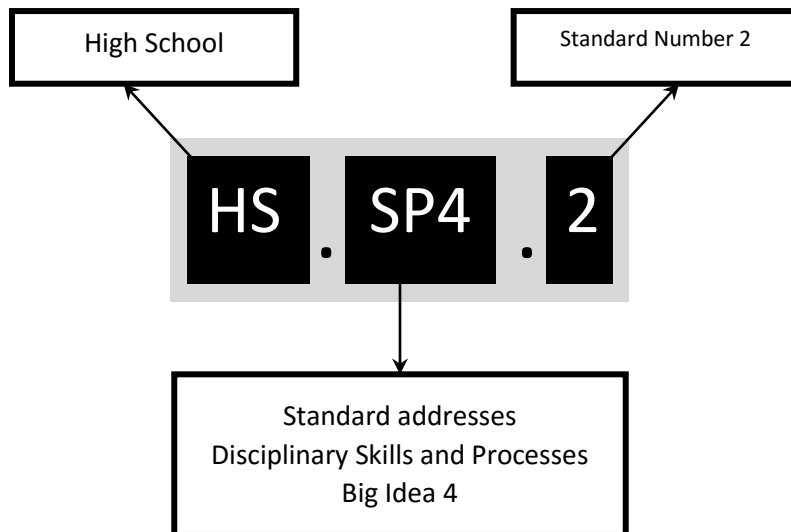 High School
Standard Number 2
HS . SP4 . 2
Standard addresses
Disciplinary Skills and Processes
Big Idea 4